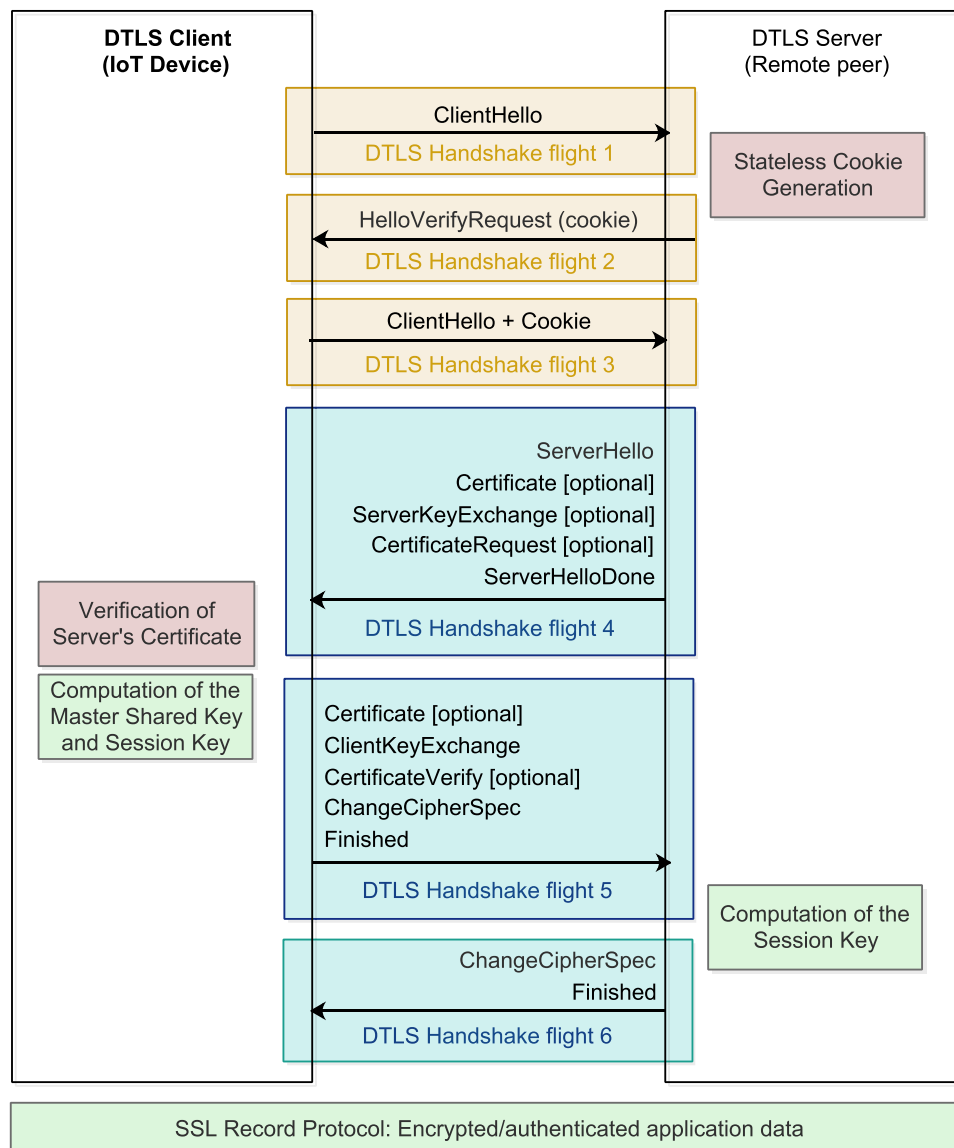 DTLS Client
(IoT Device)
DTLS Server
(Remote peer)
ClientHello
DTLS Handshake flight 1
Stateless Cookie
Generation
HelloVerifyRequest (cookie)
DTLS Handshake flight 2
ClientHello + Cookie
DTLS Handshake flight 3
ServerHello
Certificate [optional]
ServerKeyExchange [optional]
CertificateRequest [optional]
ServerHelloDone
DTLS Handshake flight 4
Verification of
Server's Certificate
Computation of the
Master Shared Key
and Session Key
Certificate [optional]
ClientKeyExchange
CertificateVerify [optional]
ChangeCipherSpec
Finished
DTLS Handshake flight 5
Computation of the
Session Key
ChangeCipherSpec
Finished
DTLS Handshake flight 6
SSL Record Protocol: Encrypted/authenticated application data